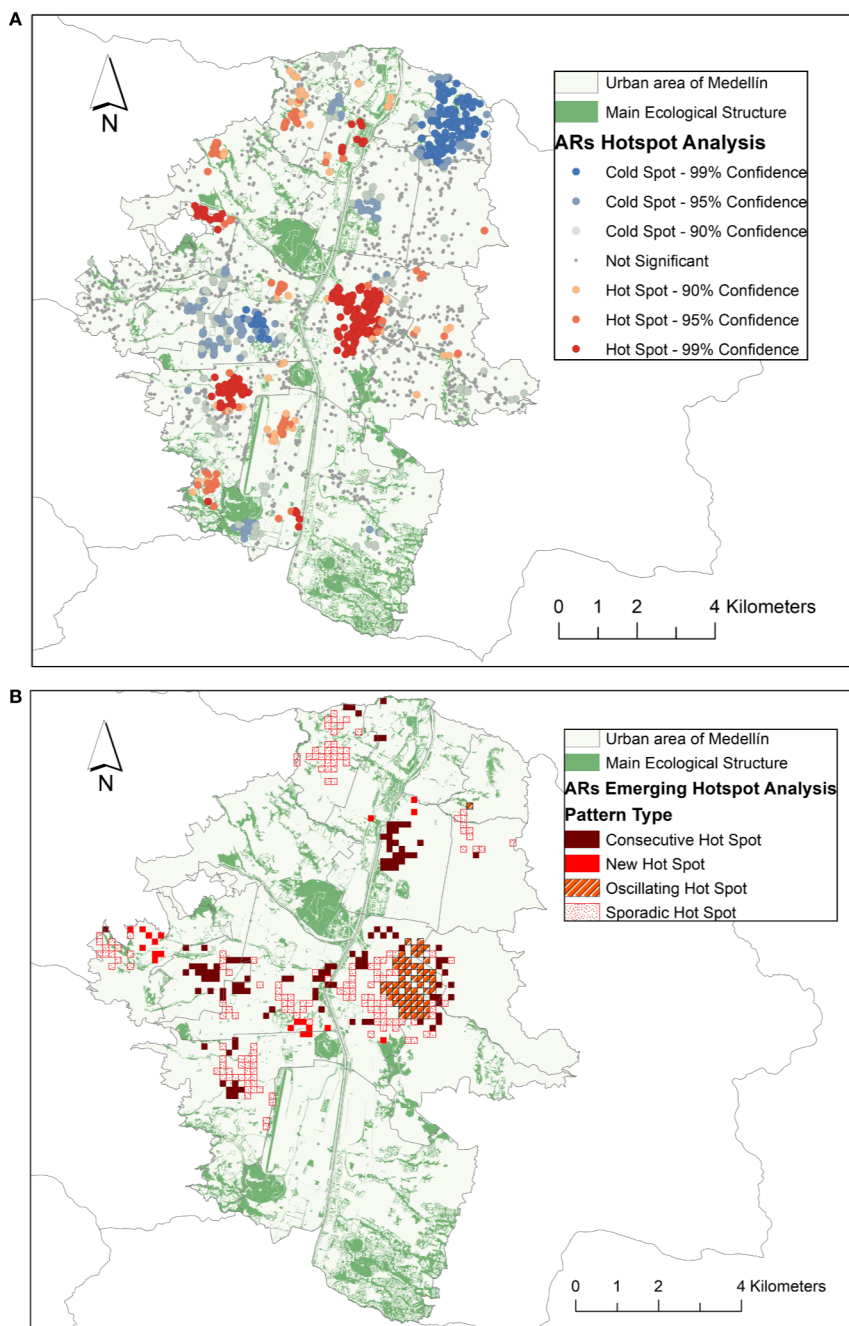 A
N
Urban area of Medellín
Main Ecological Structure
ARs Hotspot Analysis
Cold Spot - 99% Confidence
Cold Spot - 95% Confidence
Cold Spot - 90% Confidence
Not Significant
Hot Spot - 90% Confidence
Hot Spot - 95% Confidence
Hot Spot - 99% Confidence
0 1 2 4 Kilometers
B
N
Urban area of Medellín
Main Ecological Structure
ARs Emerging Hotspot Analysis
Pattern Type
Consecutive Hot Spot
New Hot Spot
Oscillating Hot Spot
Sporadic Hot Spot
0 1 2 4 Kilometers